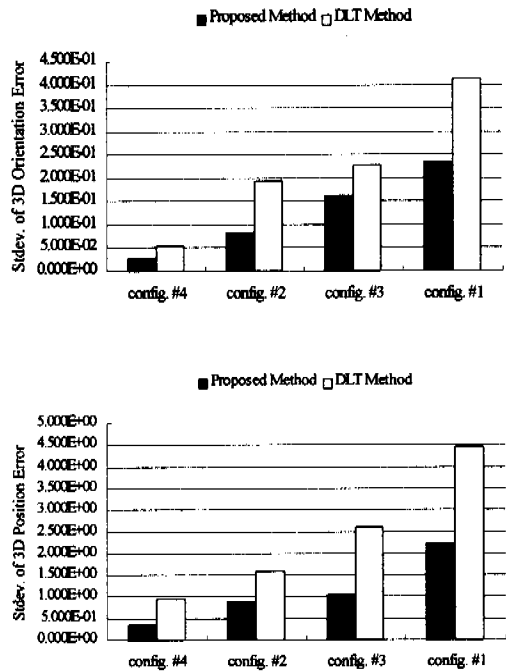 Proposed Method DLT Method
Stdev. of 3D Orientation Error
4.500E-01
4.000E-01
3.500E-01
3.000E-01
2.500E-01
2.000E-01
1.500E-01
1.000E-01
5.000E-02
0.000E+00
config. #4 config. #2 config. #3 config. #1
Proposed Method DLT Method
Stdev. of 3D Position Error
5.000E+00
4.500E+00
4.000E+00
3.500E+00
3.000E+00
2.500E+00
2.000E+00
1.500E+00
1.000E+00
5.000E-01
0.000E+00
config. #4 config. #2 config. #3 config. #1